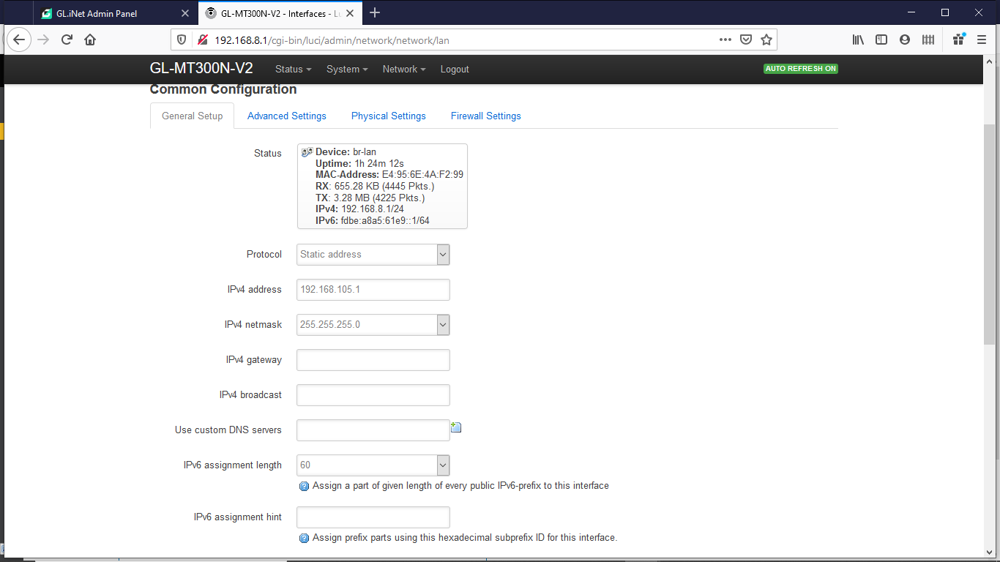 GL.iNet Admin Panel
GL-MT300N-V2 - Interfaces - Lu
192.168.8.1/cgi-bin/luci/admin/network/network/lan
GL-MT300N-V2 Status System Network Logout AUTO REFRESH ON
Common Configuration
General Setup Advanced Settings Physical Settings Firewall Settings
Status
Device: br-lan
Uptime: 1h 24m 12s
MAC-Address: E4:95:6E:4A:F2:99
RX: 655.28 KB (4445 Pkts.)
TX: 3.28 MB (4225 Pkts.)
IPv4: 192.168.8.1/24
IPv6: fdbe:a8a5:61e9::1/64
Protocol Static address
IPv4 address 192.168.105.1
IPv4 netmask 255.255.255.0
IPv4 gateway
IPv4 broadcast
Use custom DNS servers
IPv6 assignment length 60
Assign a part of given length of every public IPv6-prefix to this interface
IPv6 assignment hint
Assign prefix parts using this hexadecimal subprefix ID for this interface.